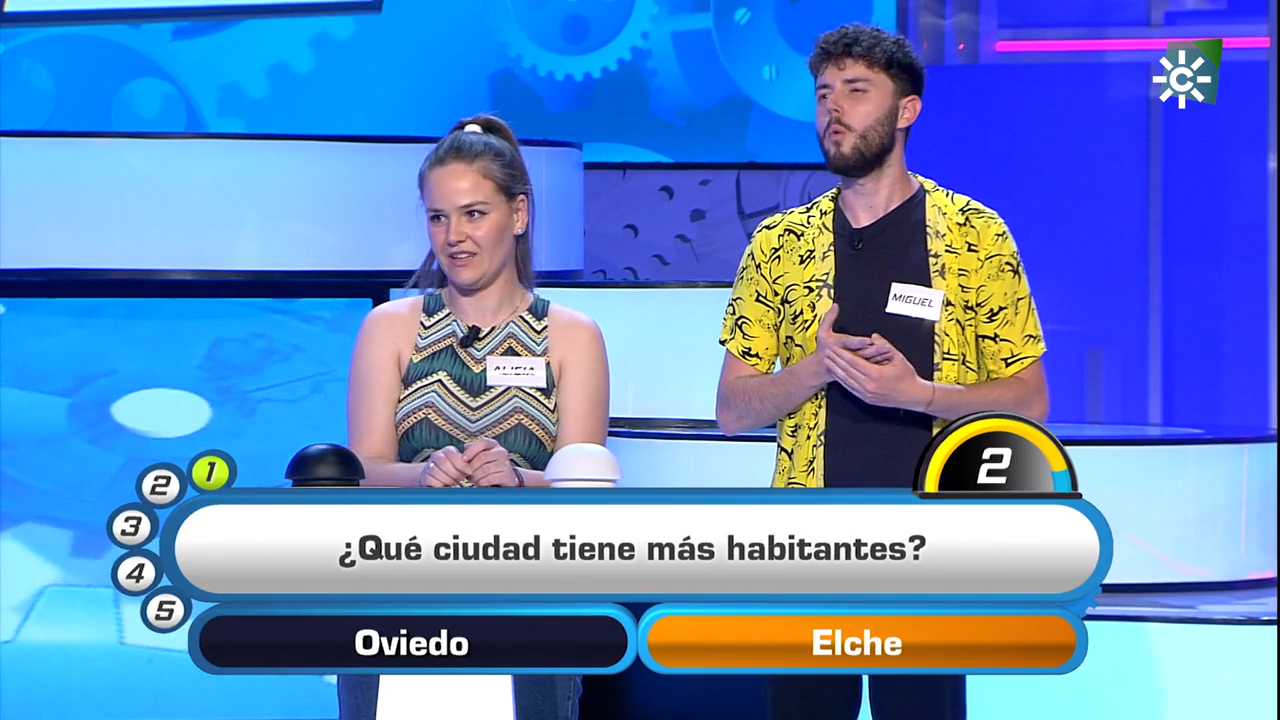 MIGUEL
ALICIA
1
2
3
4
5
2
¿Qué ciudad tiene más habitantes?
Oviedo
Elche